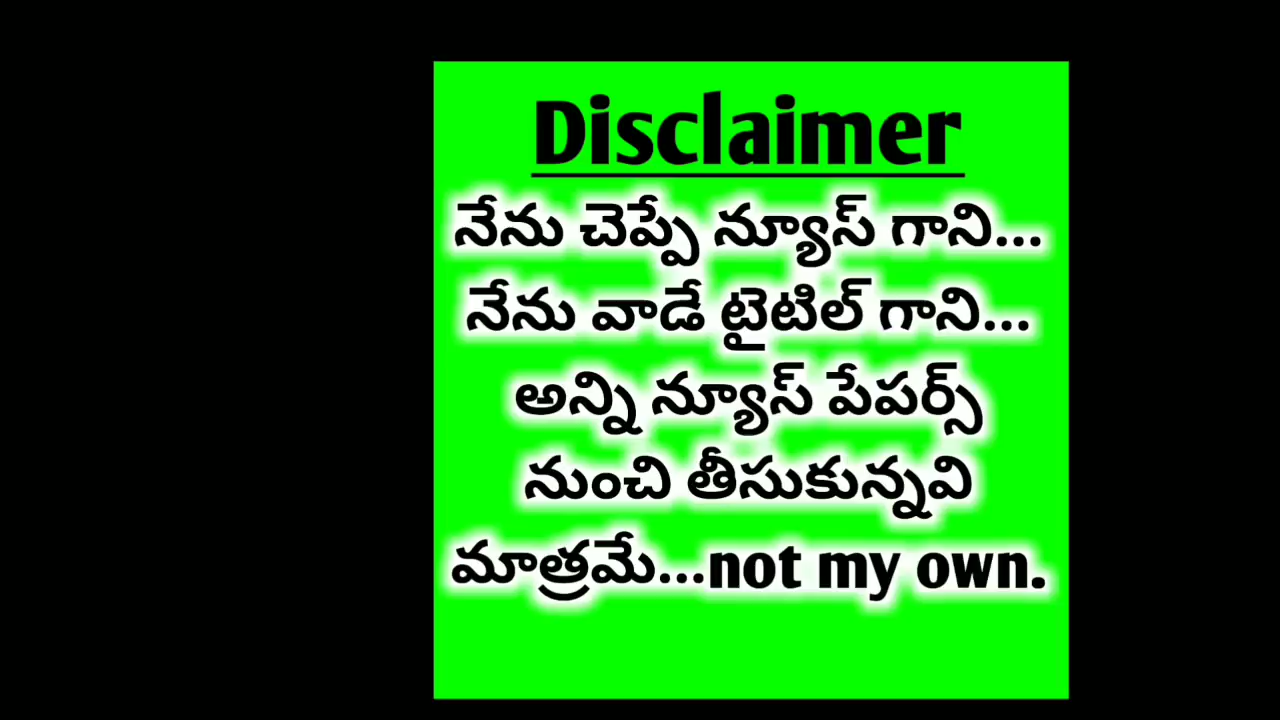 Disclaimer
నేను చెప్పే న్యూస్ గాని...
నేను వాడే టైటిల్ గాని...
అన్ని న్యూస్ పేపర్స్
నుంచి తీసుకున్నవి
మాత్రమే...not my own.